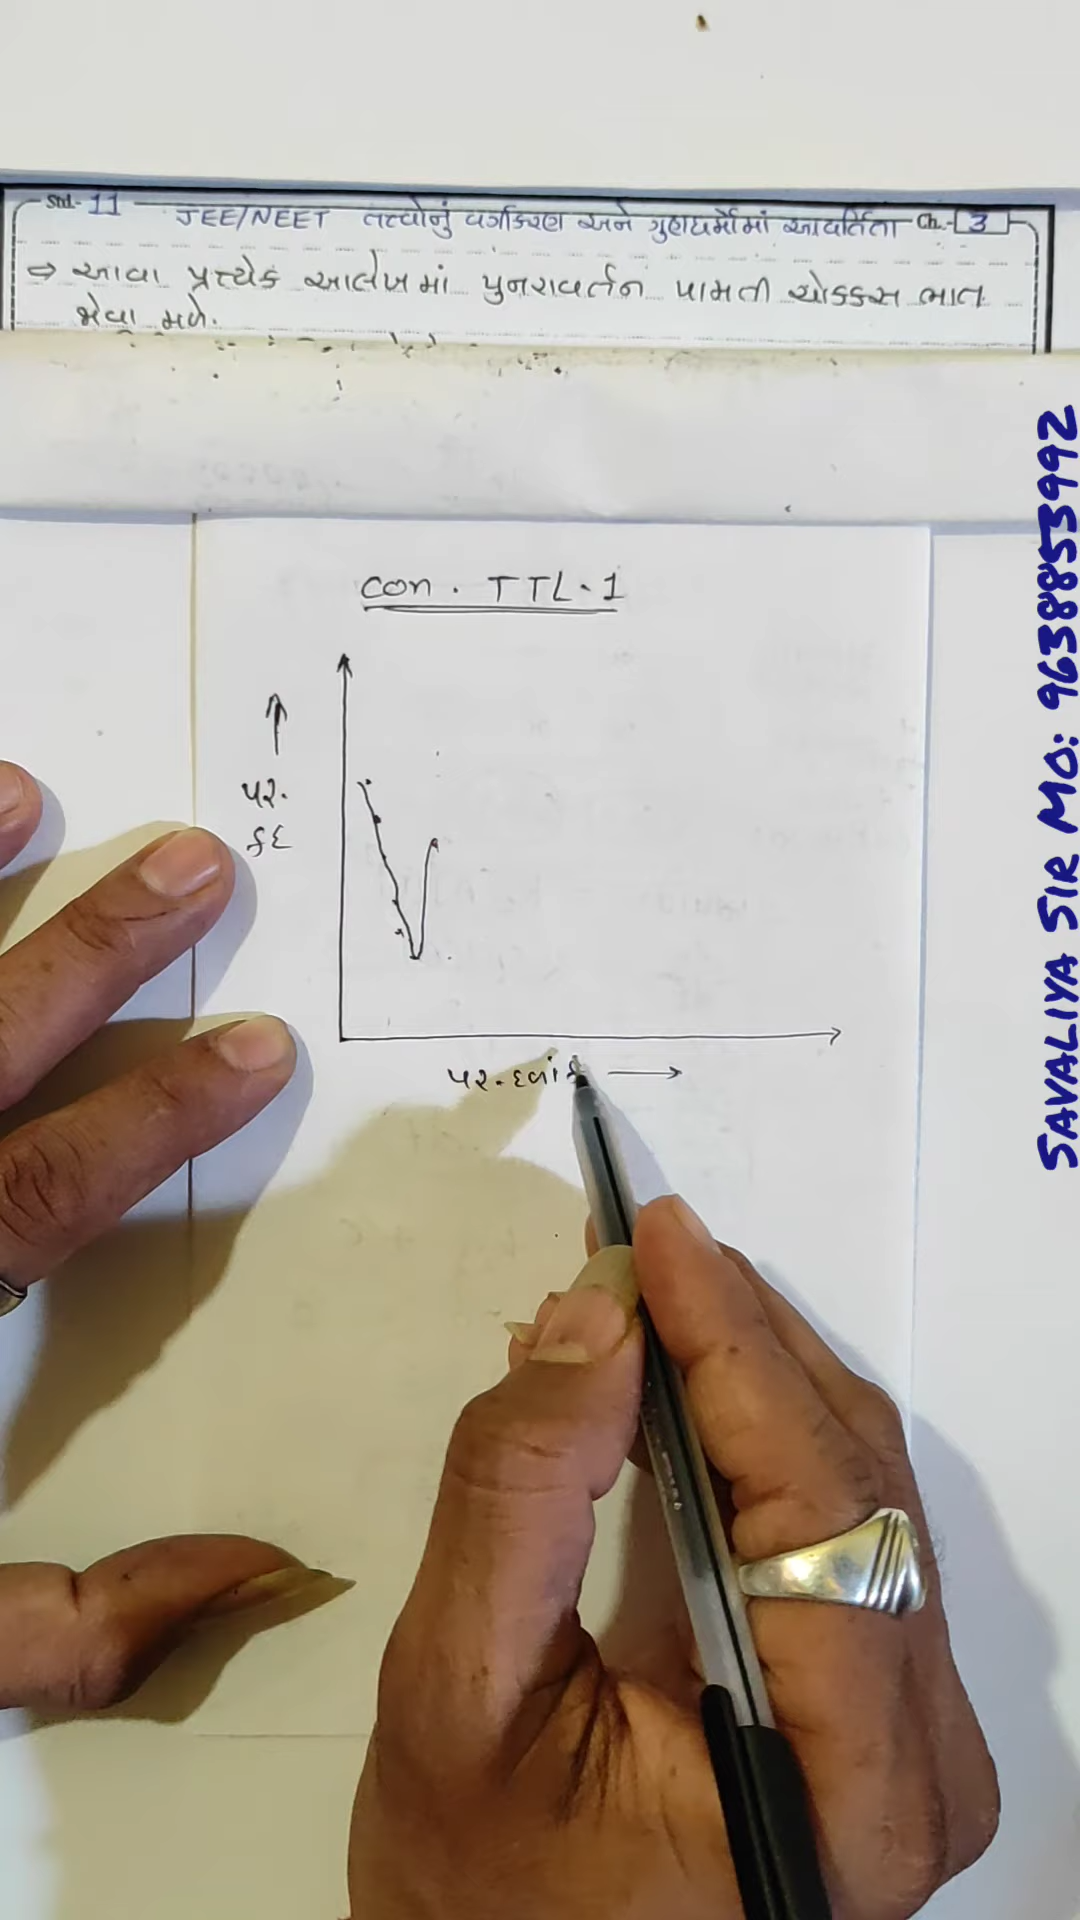 Std.-11 JEE/NEET તત્ત્વોનું વર્ગીકરણ અને ગુણધર્મોમાં આવર્તિતા Ch.-3
⇒ આવા પ્રત્યેક આલેખમાં પુનરાવર્તન પામતી ચોક્કસ ભાત
જોવા મળે.
con. TTL-1
પર.
કદ
પર.દળાંક
SAVALIYA SIR MO: 9638853992